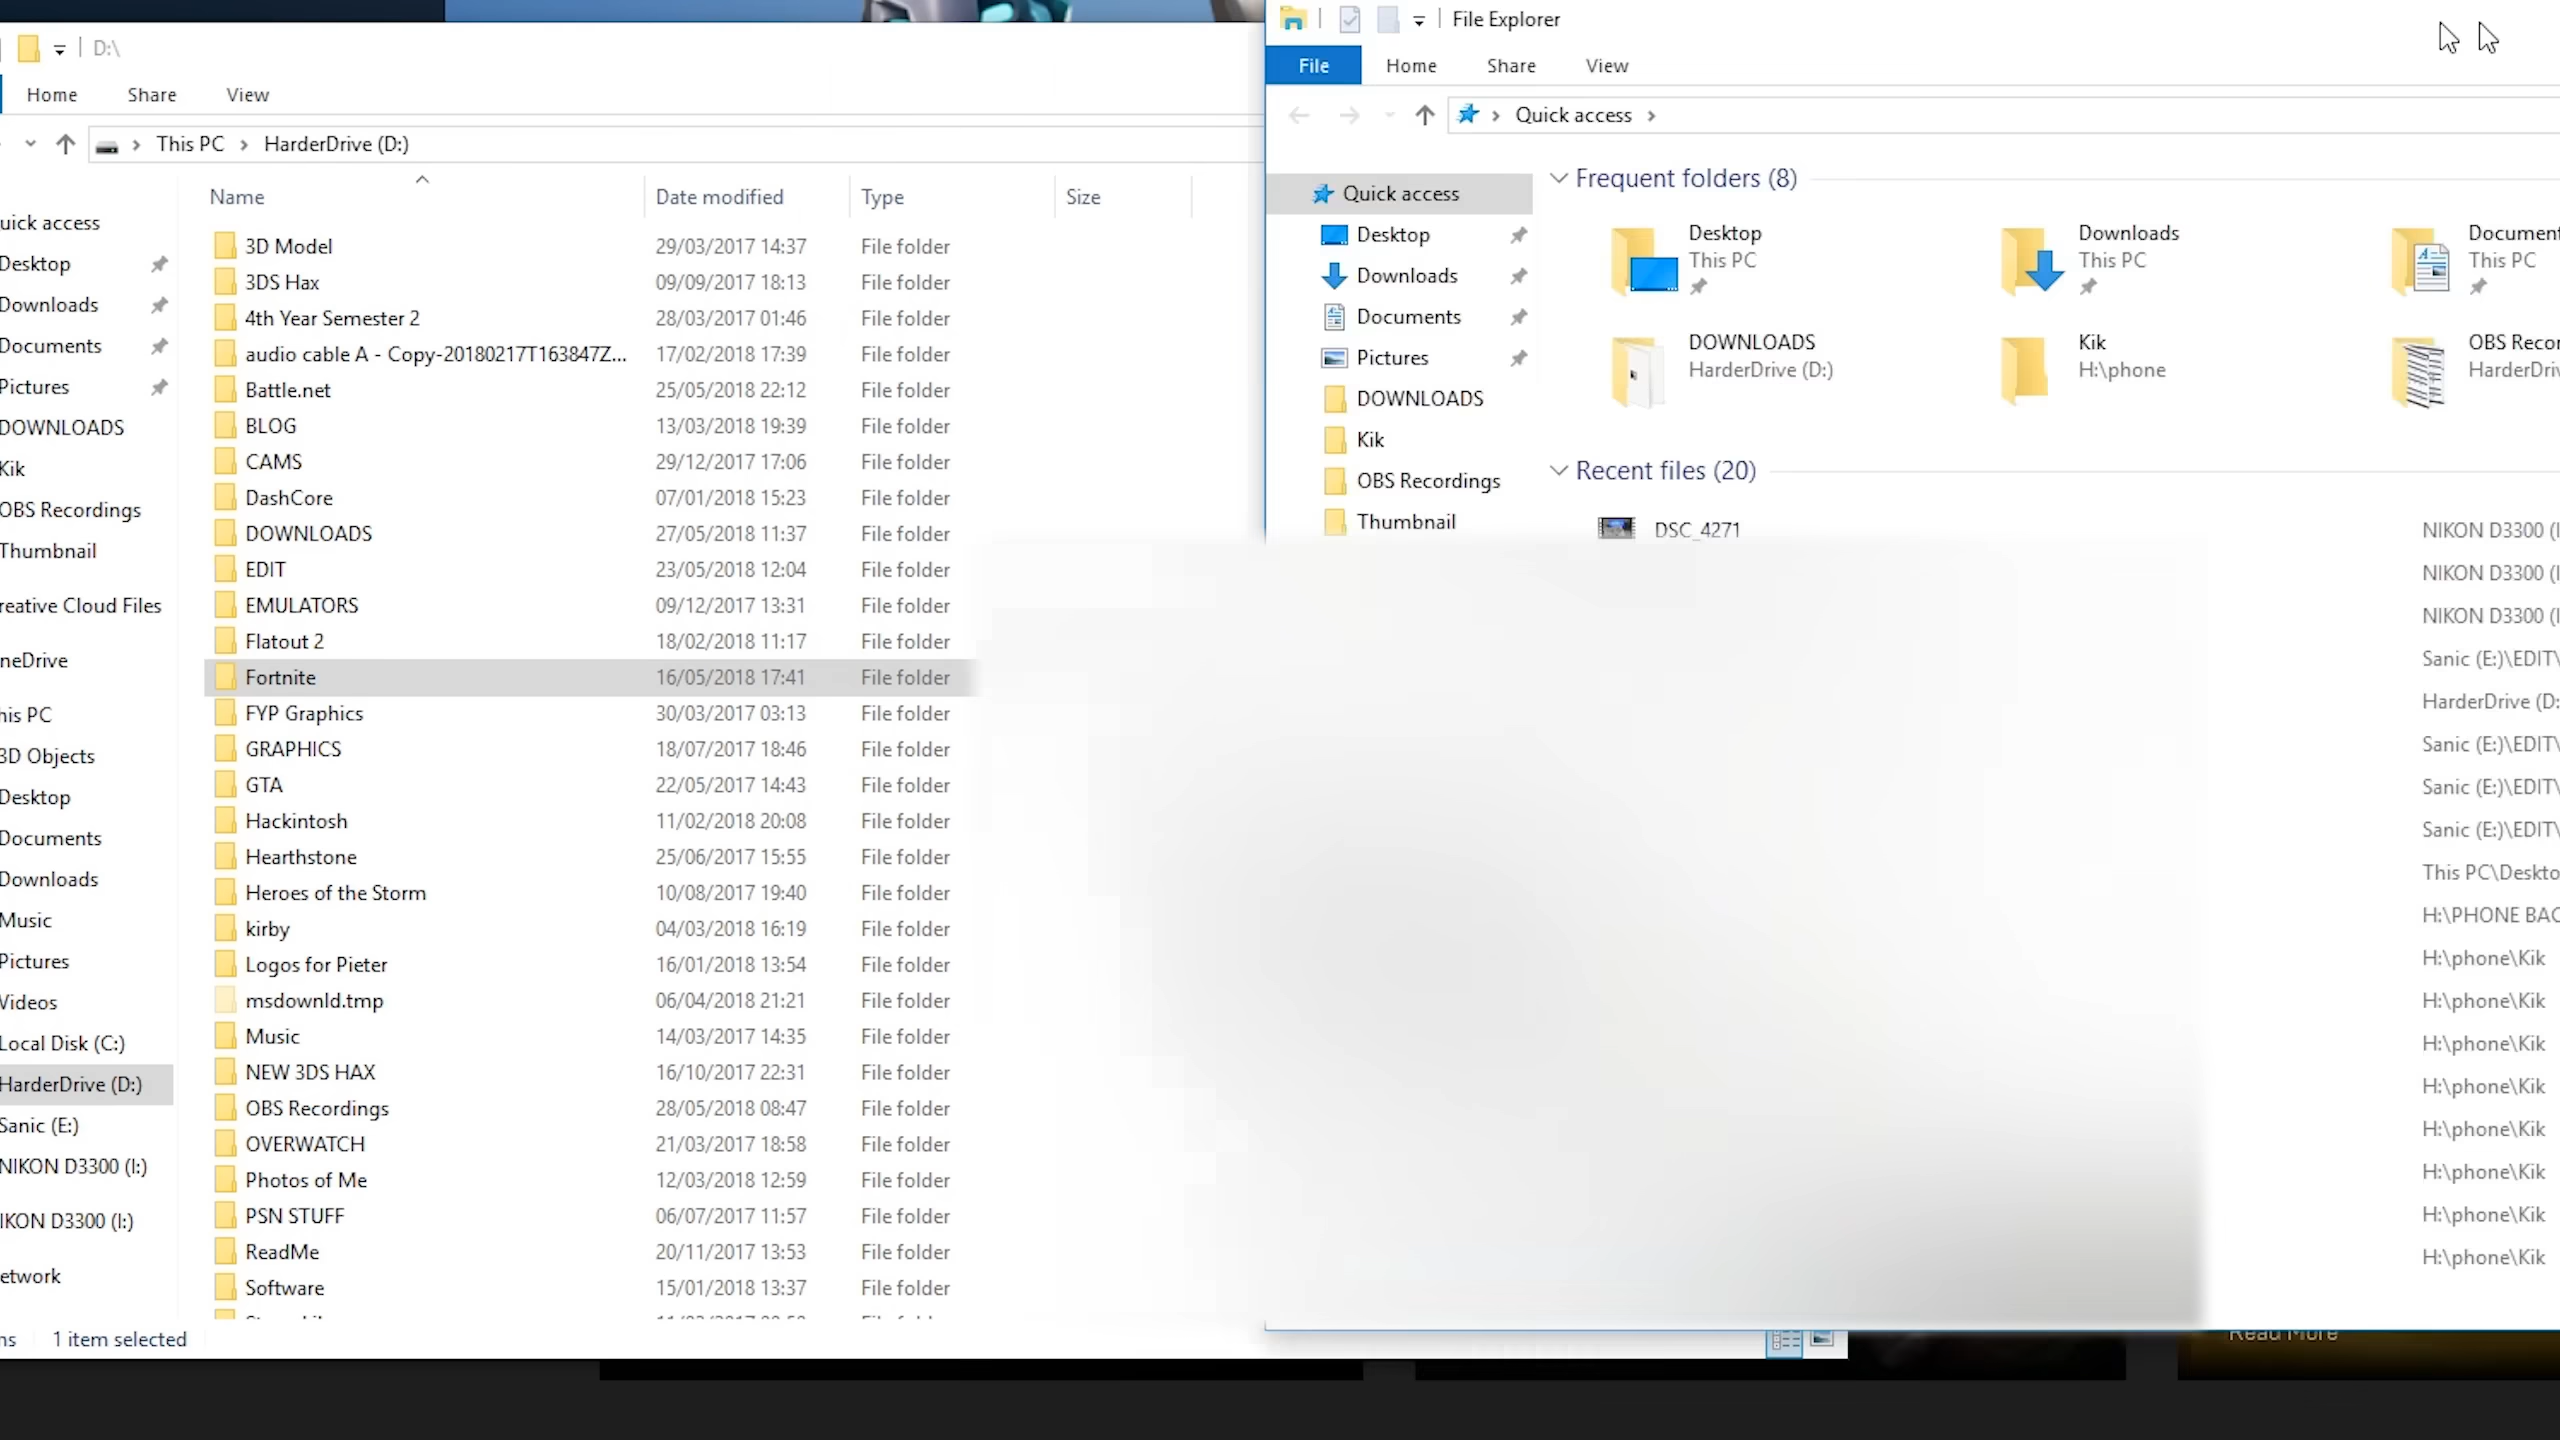 D:\
Home Share View
This PC > HarderDrive (D:)
Name Date modified Type Size
3D Model 29/03/2017 14:37 File folder
3DS Hax 09/09/2017 18:13 File folder
4th Year Semester 2 28/03/2017 01:46 File folder
audio cable A - Copy-20180217T163847Z... 17/02/2018 17:39 File folder
Battle.net 25/05/2018 22:12 File folder
BLOG 13/03/2018 19:39 File folder
CAMS 29/12/2017 17:06 File folder
DashCore 07/01/2018 15:23 File folder
DOWNLOADS 27/05/2018 11:37 File folder
EDIT 23/05/2018 12:04 File folder
EMULATORS 09/12/2017 13:31 File folder
Flatout 2 18/02/2018 11:17 File folder
Fortnite 16/05/2018 17:41 File folder
FYP Graphics 30/03/2017 03:13 File folder
GRAPHICS 18/07/2017 18:46 File folder
GTA 22/05/2017 14:43 File folder
Hackintosh 11/02/2018 20:08 File folder
Hearthstone 25/06/2017 15:55 File folder
Heroes of the Storm 10/08/2017 19:40 File folder
kirby 04/03/2018 16:19 File folder
Logos for Pieter 16/01/2018 13:54 File folder
msdownld.tmp 06/04/2018 21:21 File folder
Music 14/03/2017 14:35 File folder
NEW 3DS HAX 16/10/2017 22:31 File folder
OBS Recordings 28/05/2018 08:47 File folder
OVERWATCH 21/03/2017 18:58 File folder
Photos of Me 12/03/2018 12:59 File folder
PSN STUFF 06/07/2017 11:57 File folder
ReadMe 20/11/2017 13:53 File folder
Software 15/01/2018 13:37 File folder
uick access
Desktop
Downloads
Documents
Pictures
DOWNLOADS
Kik
OBS Recordings
Thumbnail
reative Cloud Files
neDrive
his PC
3D Objects
Desktop
Documents
Downloads
Music
Pictures
Videos
Local Disk (C:)
HarderDrive (D:)
Sanic (E:)
NIKON D3300 (I:)
IKON D3300 (I:)
etwork
ns 1 item selected
File Explorer
File Home Share View
Quick access >
Quick access
Desktop
Downloads
Documents
Pictures
DOWNLOADS
Kik
OBS Recordings
Thumbnail
Frequent folders (8)
Desktop Downloads Document
This PC This PC This PC
DOWNLOADS Kik OBS Recor
HarderDrive (D:) H:\phone HarderDriv
Recent files (20)
DSC_4271 NIKON D3300 (I
NIKON D3300 (I
NIKON D3300 (I
Sanic (E:)\EDIT\
HarderDrive (D:
Sanic (E:)\EDIT\
Sanic (E:)\EDIT\
Sanic (E:)\EDIT\
This PC\Deskto
H:\PHONE BAC
H:\phone\Kik
H:\phone\Kik
H:\phone\Kik
H:\phone\Kik
H:\phone\Kik
H:\phone\Kik
H:\phone\Kik
H:\phone\Kik
Read More